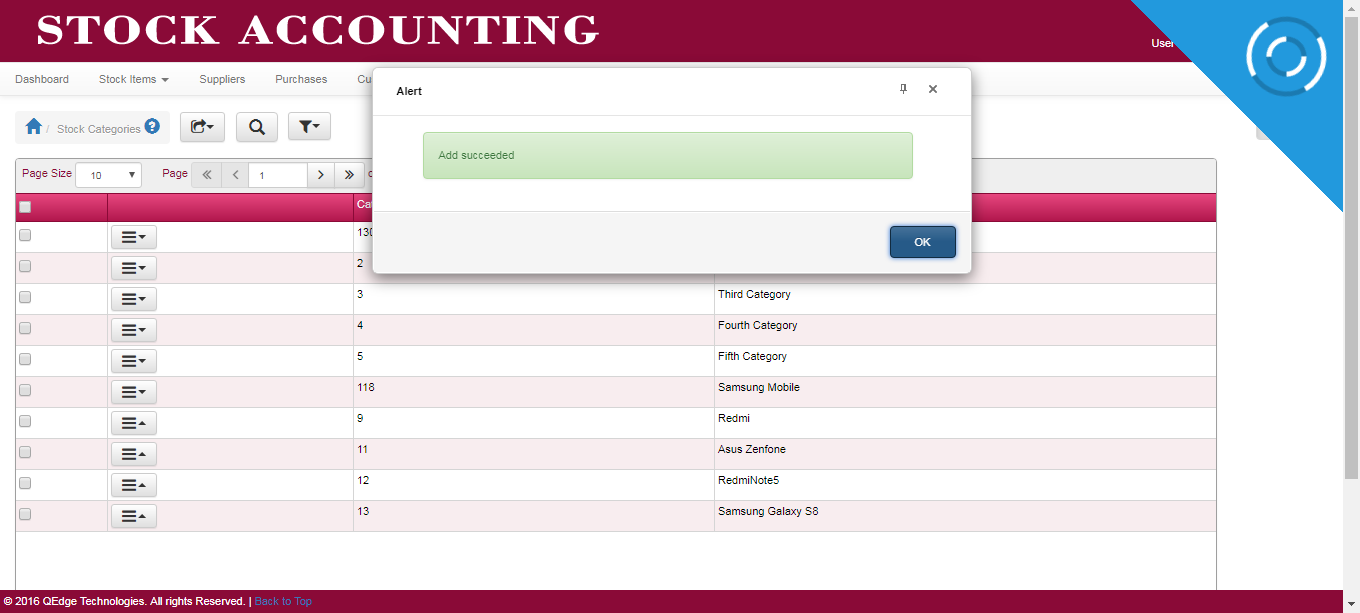 STOCK ACCOUNTING
User
Dashboard Stock Items Suppliers Purchases Cu
Alert
/ Stock Categories ?
Add succeeded
Page Size 10 Page 1
OK
130
2
3 Third Category
4 Fourth Category
5 Fifth Category
118 Samsung Mobile
9 Redmi
11 Asus Zenfone
12 RedmiNote5
13 Samsung Galaxy S8
© 2016 QEdge Technologies. All rights Reserved. | Back to Top